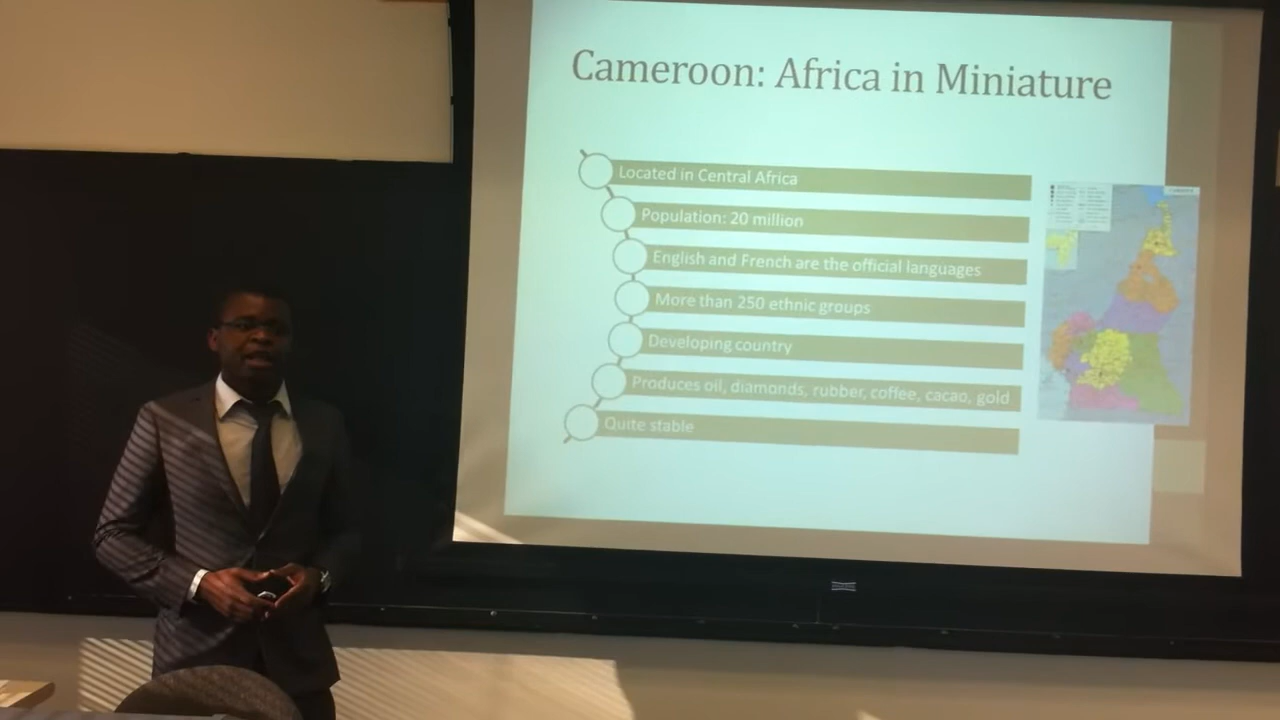 Cameroon: Africa in Miniature
Located in Central Africa
Population: 20 million
English and French are the official languages
More than 250 ethnic groups
Developing country
Produces oil, diamonds, rubber, coffee, cacao, gold
Quite stable